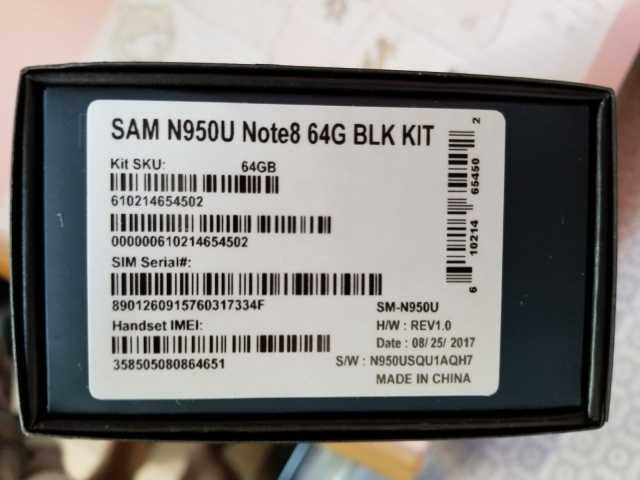 SAM N950U Note8 64G BLK KIT
Kit SKU: 64GB
610214654502
000000610214654502
SIM Serial#:
8901260915760317334F
Handset IMEI:
358505080864651
SM-N950U
H/W : REV1.0
Date : 08/ 25/ 2017
S/W : N950USQU1AQH7
MADE IN CHINA
6 10214 65450 2